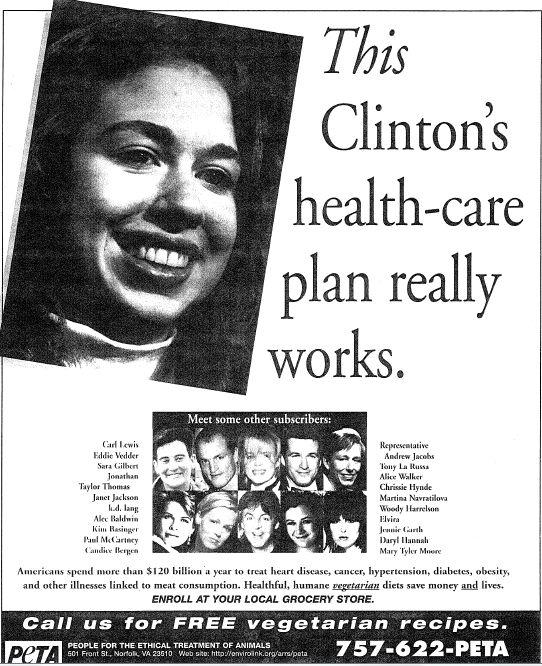 This
Clinton's
health-care
plan really
works.
Meet some other subscribers:
Carl Lewis
Eddie Vedder
Sara Gilbert
Jonathan
Taylor Thomas
Janet Jackson
k.d. lang
Alec Baldwin
Kim Basinger
Paul McCartney
Candice Bergen
Representative
Andrew Jacobs
Tony La Russa
Alice Walker
Chrissie Hynde
Martina Navratilova
Woody Harrelson
Elvira
Jennie Garth
Daryl Hannah
Mary Tyler Moore
Americans spend more than $120 billion a year to treat heart disease, cancer, hypertension, diabetes, obesity,
and other illnesses linked to meat consumption. Healthful, humane vegetarian diets save money and lives.
ENROLL AT YOUR LOCAL GROCERY STORE.
Call us for FREE vegetarian recipes.
PETA
PEOPLE FOR THE ETHICAL TREATMENT OF ANIMALS
501 Front St., Norfolk, VA 23510 Web site: http://envirolink.org/arrs/peta
757-622-PETA